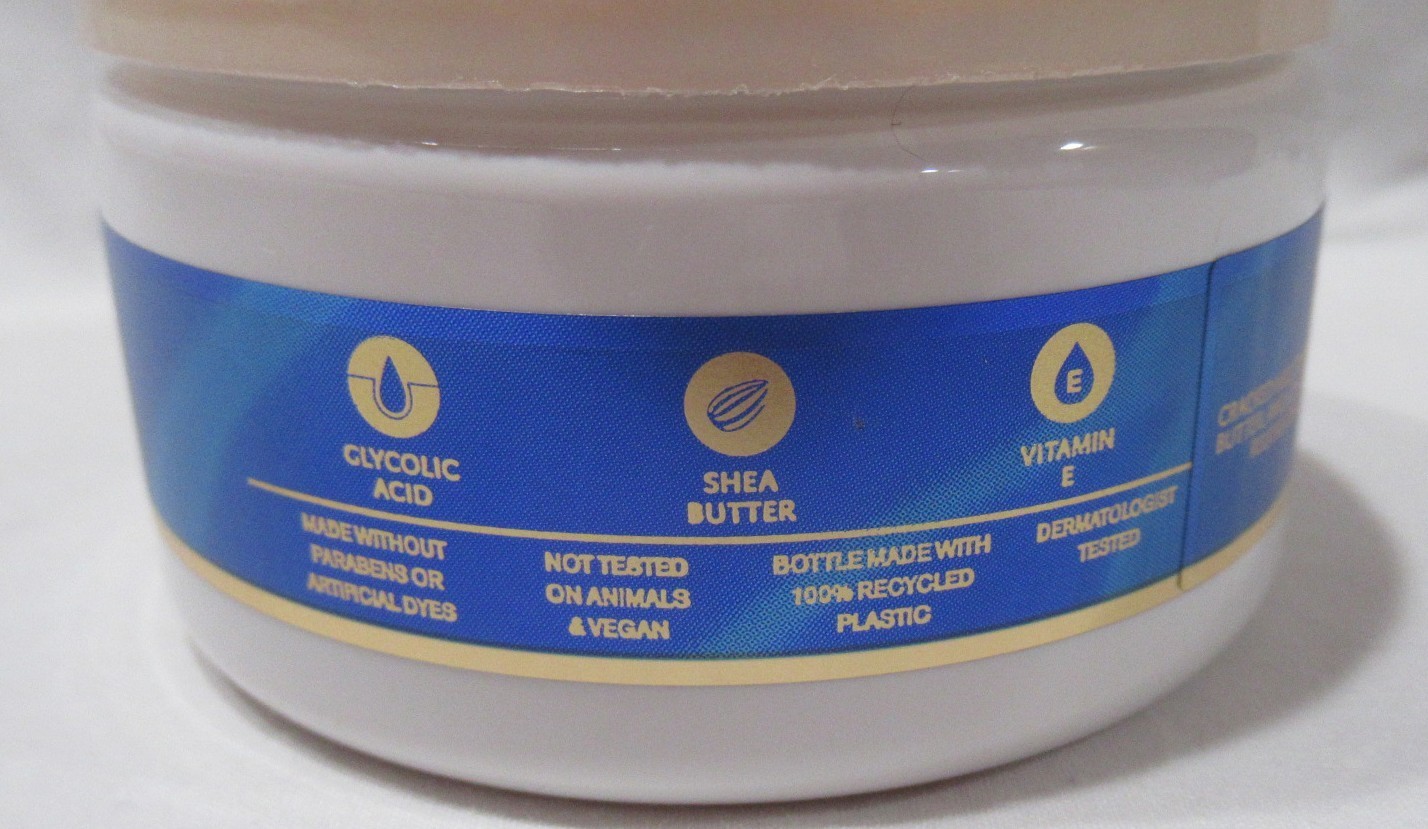 GLYCOLIC
ACID
SHEA
BUTTER
E
VITAMIN
E
MADE WITHOUT
PARABENS OR
ARTIFICIAL DYES
NOT TESTED
ON ANIMALS
& VEGAN
BOTTLE MADE WITH
100% RECYCLED
PLASTIC
DERMATOLOGIST
TESTED